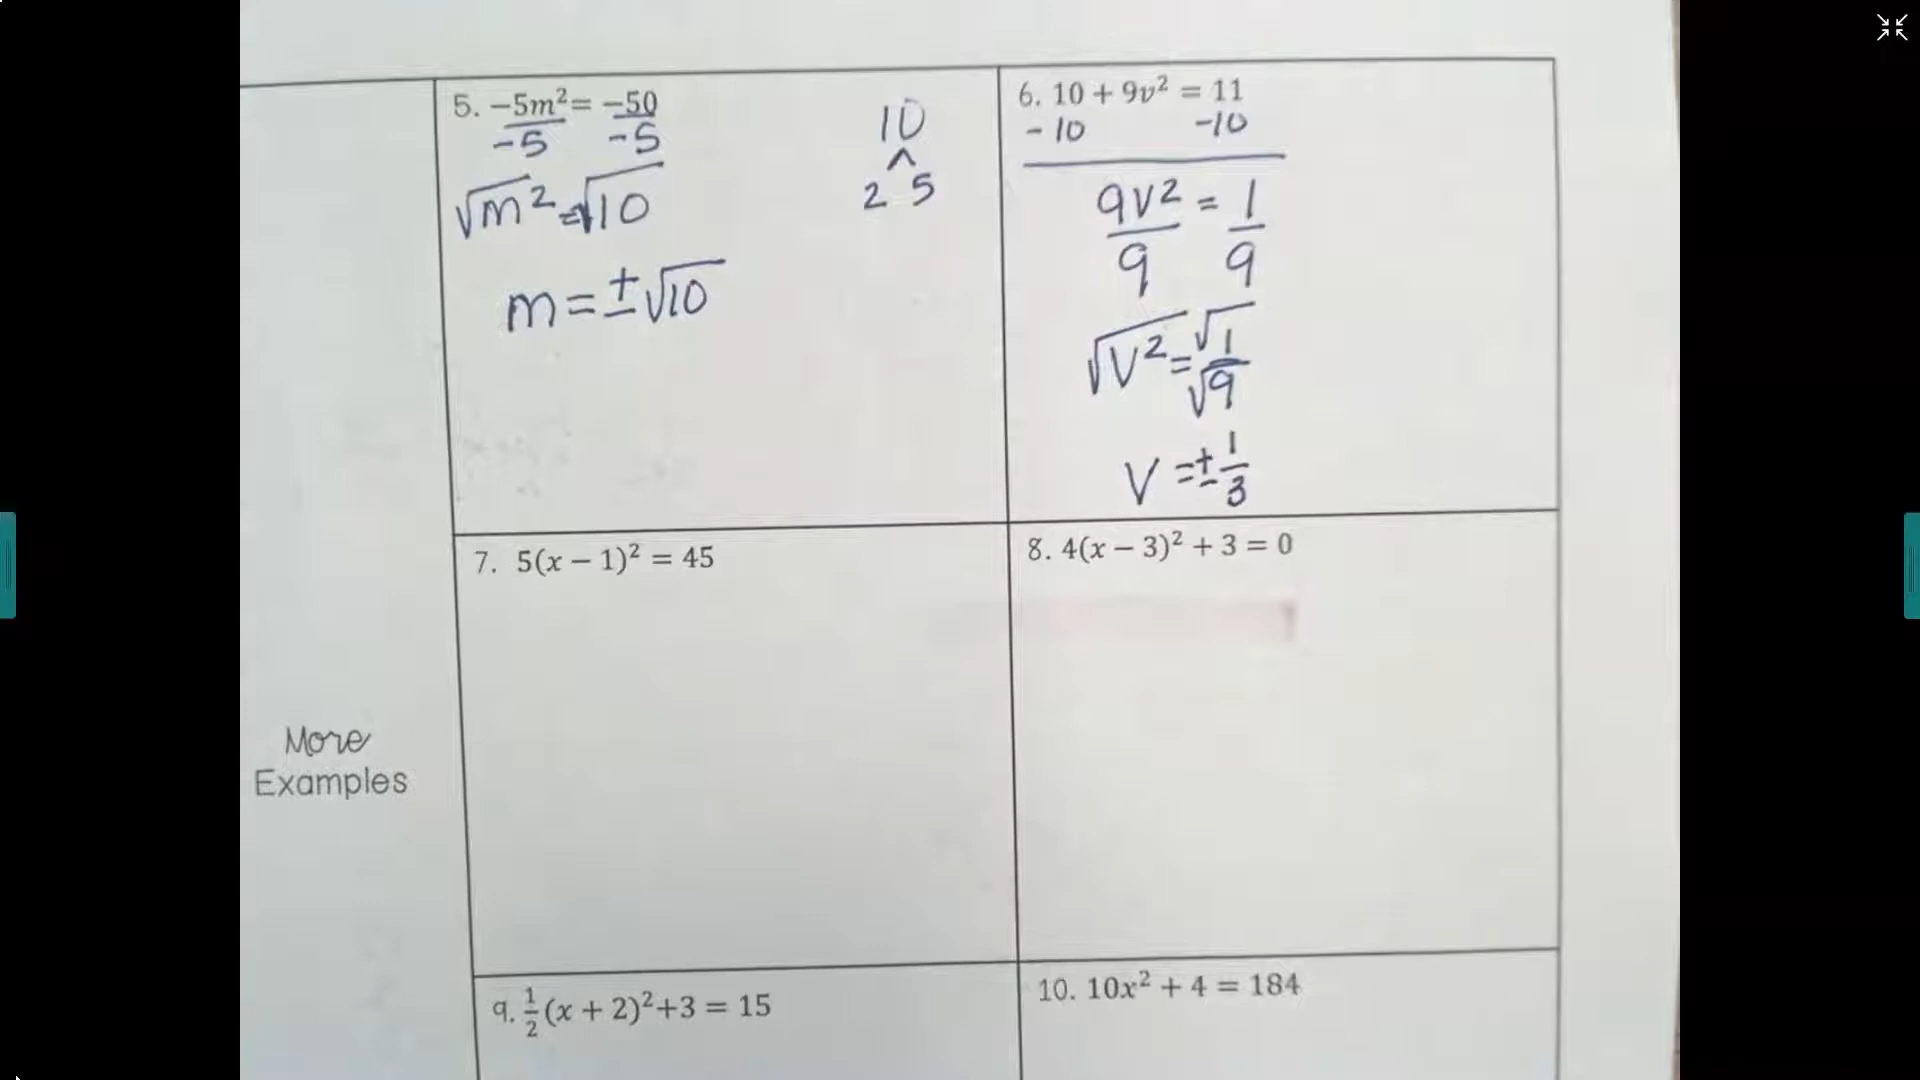 5. −5m² = −50
−5 −5
√m² = √10
m = ±√10
10
^
2 5
6. 10 + 9v² = 11
- 10 -10
9v² = 1
9 9
√v² = √1
√9
v = ± 1/3
7. 5(x − 1)² = 45
8. 4(x − 3)² + 3 = 0
More
Examples
9. 1/2 (x + 2)²+3 = 15
10. 10x² + 4 = 184